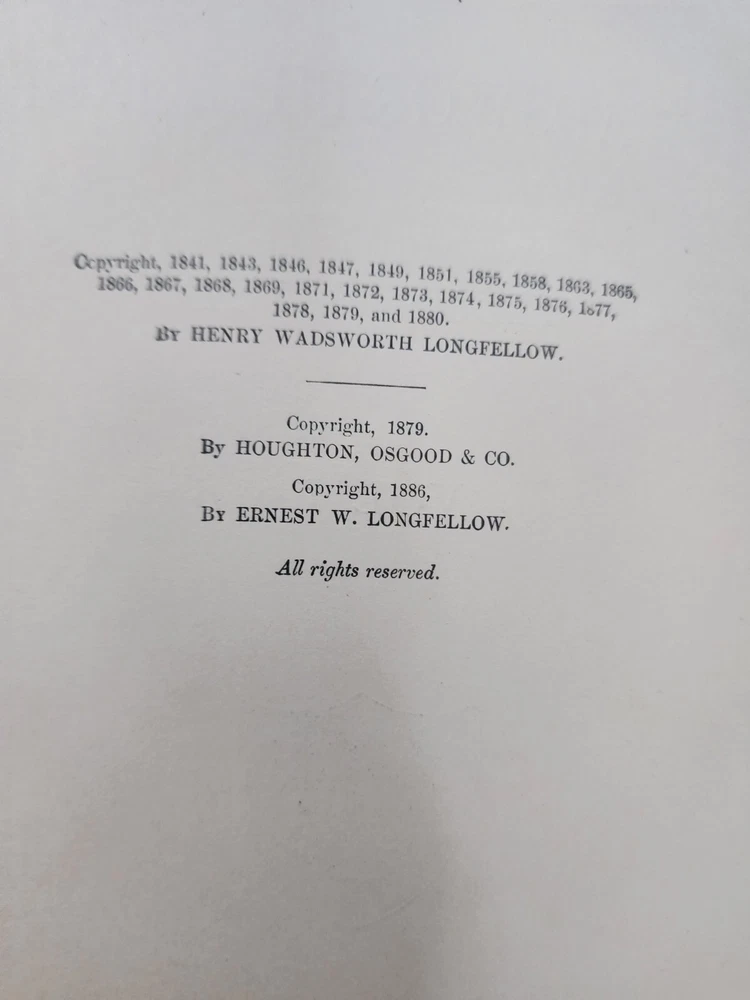 Copyright, 1841, 1843, 1846, 1847, 1849, 1851, 1855, 1858, 1863, 1865,
1866, 1867, 1868, 1869, 1871, 1872, 1873, 1874, 1875, 1876, 1877,
1878, 1879, and 1880.
By HENRY WADSWORTH LONGFELLOW.
Copyright, 1879.
By HOUGHTON, OSGOOD & CO.
Copyright, 1886,
By ERNEST W. LONGFELLOW.
All rights reserved.